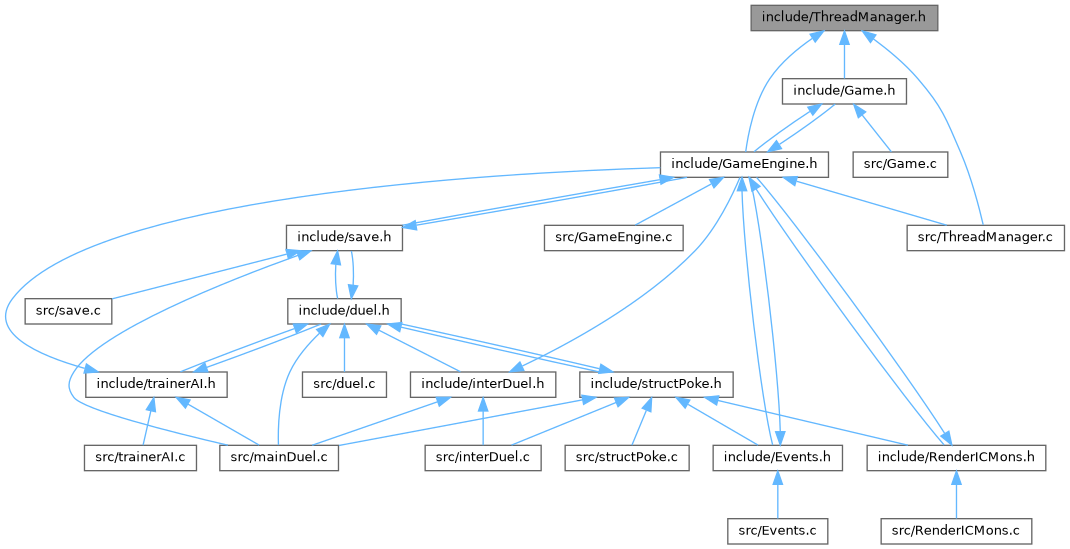 include/ThreadManager.h
include/Game.h
include/GameEngine.h
src/Game.c
include/save.h
src/GameEngine.c
src/ThreadManager.c
src/save.c
include/duel.h
include/trainerAI.h
src/duel.c
include/interDuel.h
include/structPoke.h
src/trainerAI.c
src/mainDuel.c
src/interDuel.c
src/structPoke.c
include/Events.h
include/RenderICMons.h
src/Events.c
src/RenderICMons.c